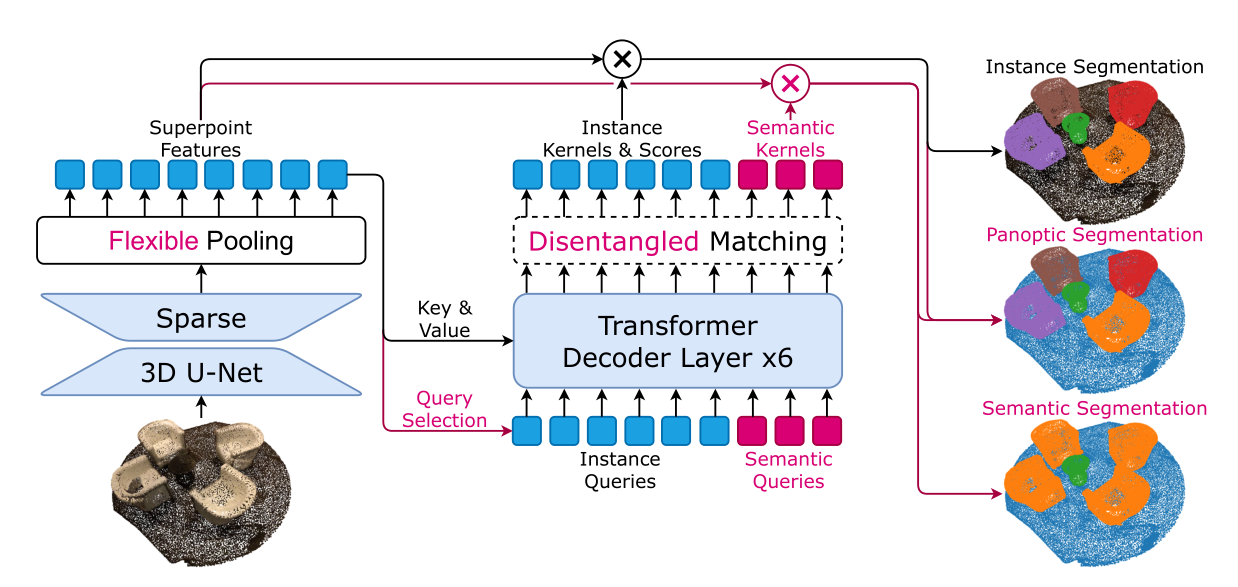 Instance Segmentation
Superpoint
Features
Instance
Kernels & Scores
Semantic
Kernels
Flexible Pooling
Disentangled Matching
Panoptic Segmentation
Sparse
3D U-Net
Key &
Value
Transformer
Decoder Layer x6
Query
Selection
Semantic Segmentation
Instance
Queries
Semantic
Queries